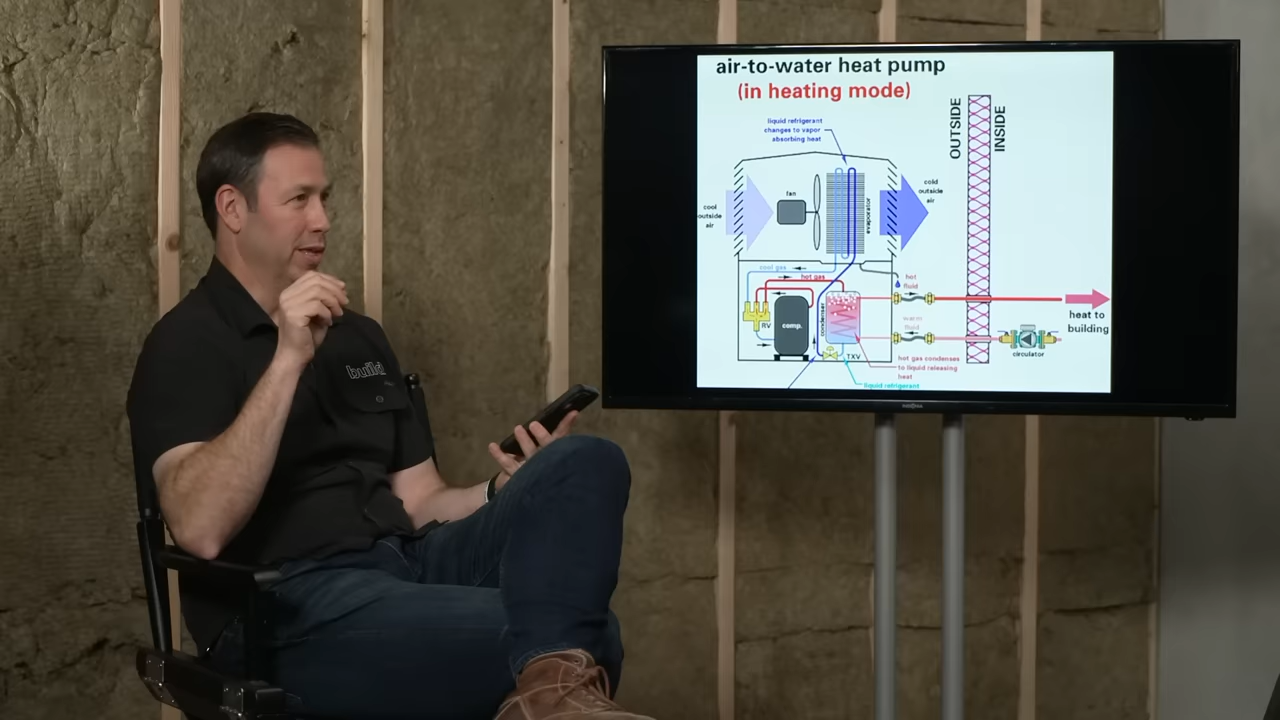 air-to-water heat pump
(in heating mode)
OUTSIDE
INSIDE
liquid refrigerant
changes to vapor
absorbing heat
cool
outside
air
fan
evaporator
cold
outside
air
cool gas
hot gas
hot
fluid
RV
comp.
condenser
TXV
warm
fluid
heat to
building
circulator
hot gas condenses
to liquid releasing
heat
liquid refrigerant
build